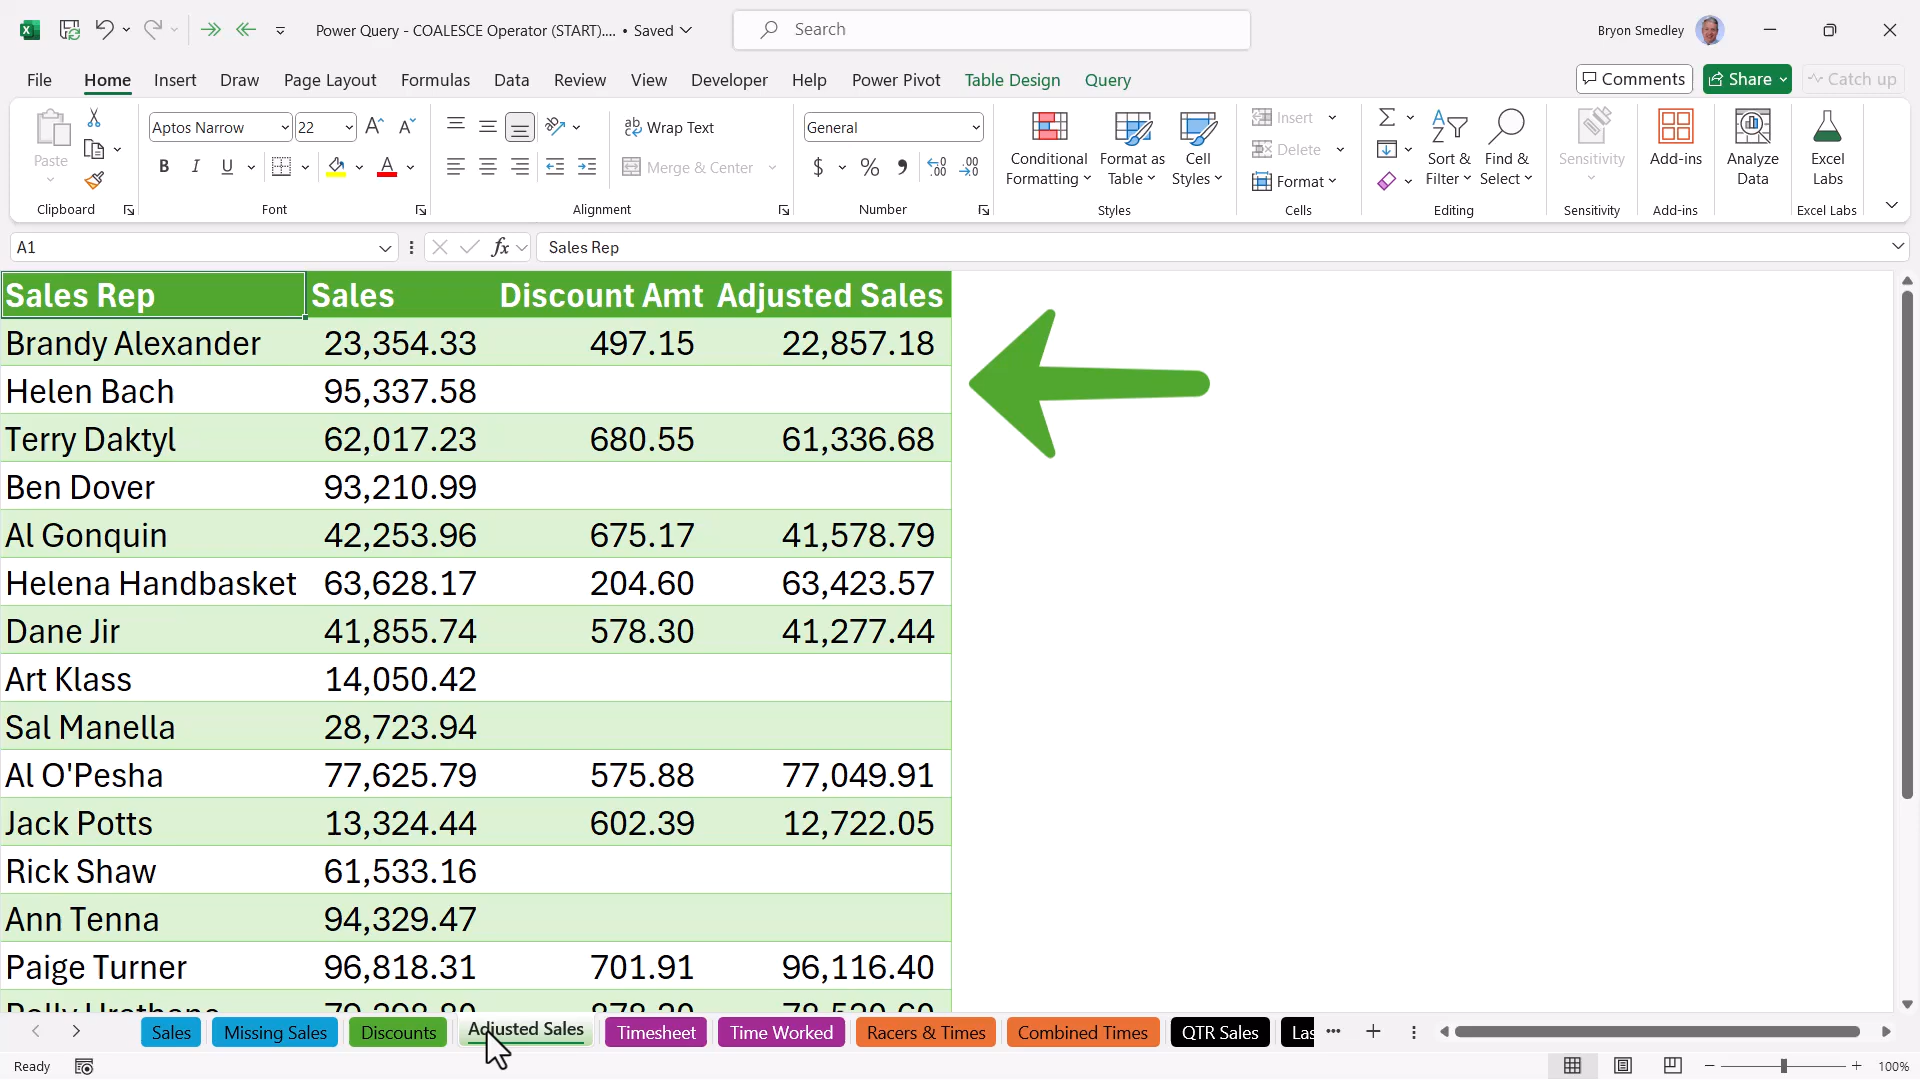 Power Query - COALESCE Operator (START).... • Saved
Search
Bryon Smedley
File Home Insert Draw Page Layout Formulas Data Review View Developer Help Power Pivot Table Design Query
Comments Share Catch up
Paste
Aptos Narrow 22
B I U
Wrap Text
Merge & Center
General
$ % ,
Conditional Formatting
Format as Table
Cell Styles
Insert
Delete
Format
Sort & Filter
Find & Select
Sensitivity
Add-ins
Analyze Data
Excel Labs
Clipboard Font Alignment Number Styles Cells Editing Sensitivity Add-ins Excel Labs
A1 fx Sales Rep
Sales Rep Sales Discount Amt Adjusted Sales
Brandy Alexander 23,354.33 497.15 22,857.18
Helen Bach 95,337.58
Terry Daktyl 62,017.23 680.55 61,336.68
Ben Dover 93,210.99
Al Gonquin 42,253.96 675.17 41,578.79
Helena Handbasket 63,628.17 204.60 63,423.57
Dane Jir 41,855.74 578.30 41,277.44
Art Klass 14,050.42
Sal Manella 28,723.94
Al O'Pesha 77,625.79 575.88 77,049.91
Jack Potts 13,324.44 602.39 12,722.05
Rick Shaw 61,533.16
Ann Tenna 94,329.47
Paige Turner 96,818.31 701.91 96,116.40
Sales Missing Sales Discounts Adjusted Sales Timesheet Time Worked Racers & Times Combined Times QTR Sales Las
Ready 100%